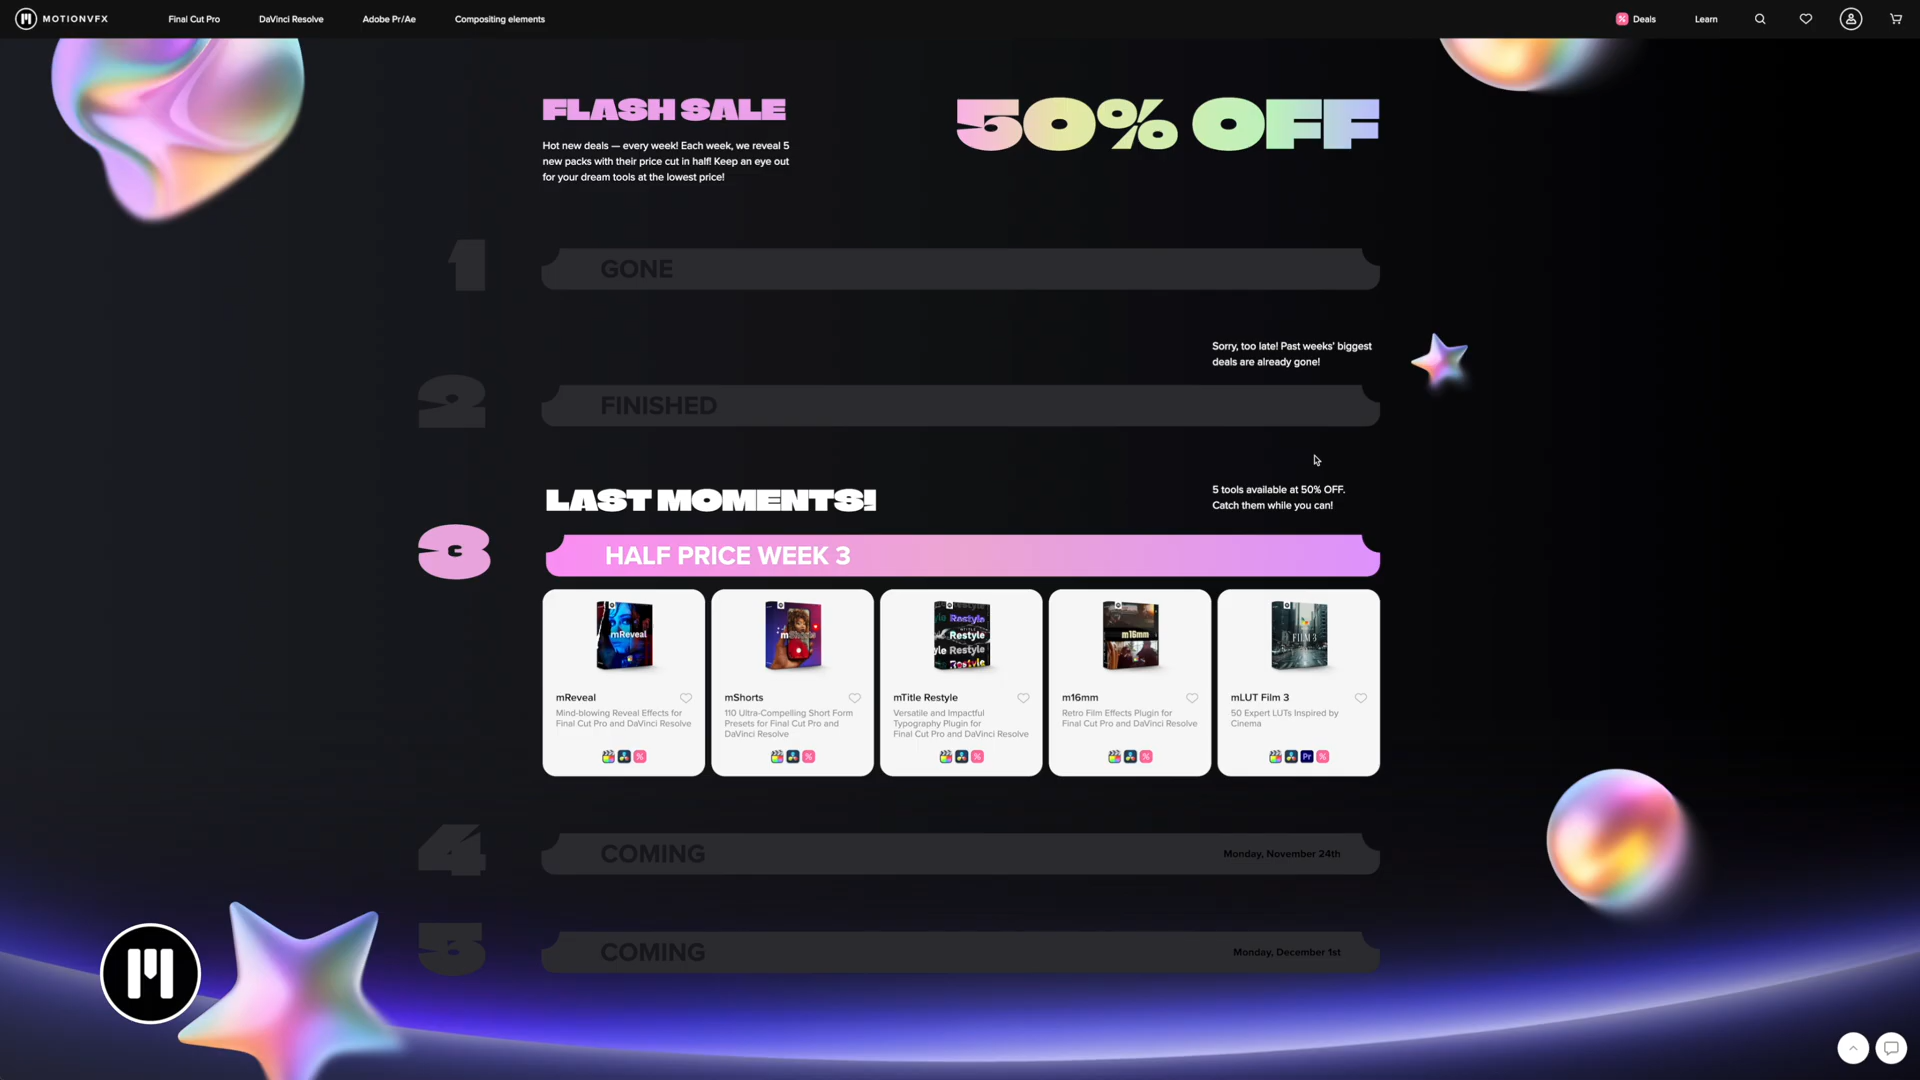 MOTIONVFX
Final Cut Pro
DaVinci Resolve
Adobe Pr/Ae
Compositing elements
Deals
Learn
FLASH SALE
50% OFF
Hot new deals — every week! Each week, we reveal 5
new packs with their price cut in half! Keep an eye out
for your dream tools at the lowest price!
1
GONE
Sorry, too late! Past weeks' biggest
deals are already gone!
2
FINISHED
LAST MOMENTS!
5 tools available at 50% OFF.
Catch them while you can!
3
HALF PRICE WEEK 3
mReveal
mShorts
Restyle
Restyle
Restyle
Restyle
m16mm
FILM 3
mReveal
Mind-blowing Reveal Effects for
Final Cut Pro and DaVinci Resolve
mShorts
110 Ultra-Compelling Short Form
Presets for Final Cut Pro and
DaVinci Resolve
mTitle Restyle
Versatile and Impactful
Typography Plugin for
Final Cut Pro and DaVinci Resolve
m16mm
Retro Film Effects Plugin for
Final Cut Pro and DaVinci Resolve
mLUT Film 3
50 Expert LUTs Inspired by
Cinema
Pr
4
COMING
Monday, November 24th
5
COMING
Monday, December 1st